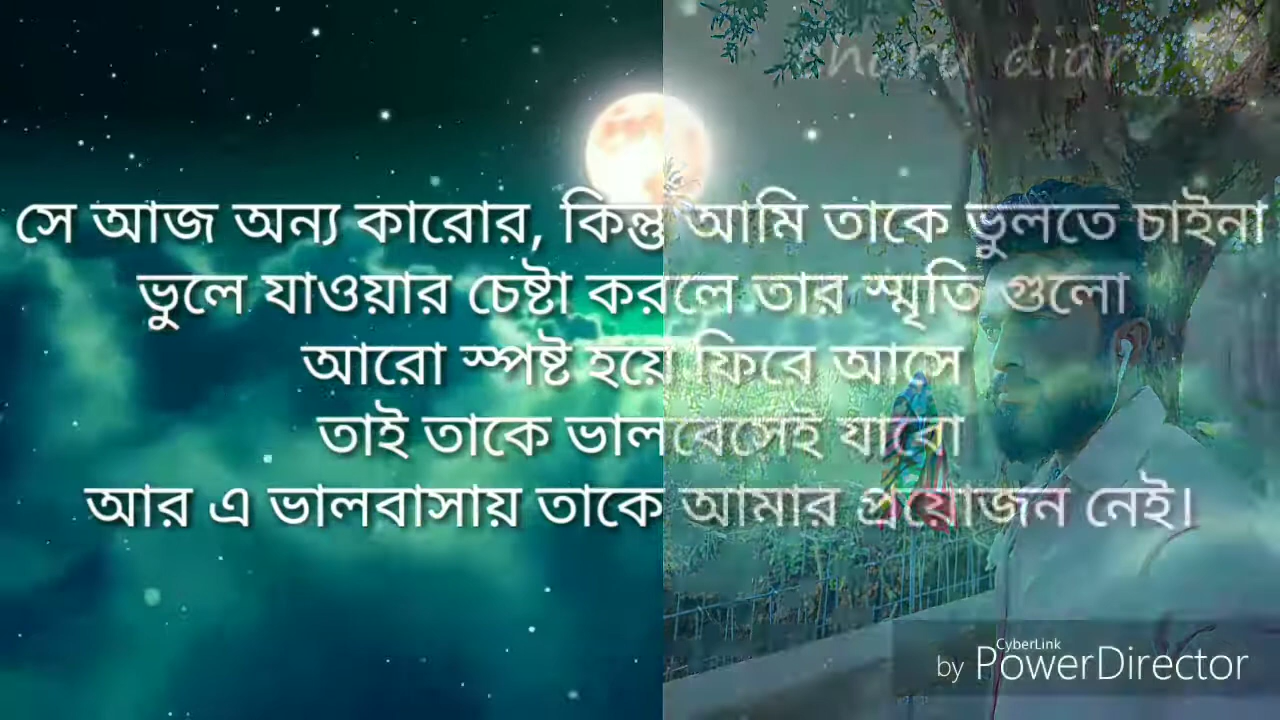 diary
সে আজ অন্য কারোর, কিন্তু আমি তাকে ভুলতে চাইনা
ভুলে যাওয়ার চেষ্টা করলে তার স্মৃতি গুলো
আরো স্পষ্ট হয়ে ফিবে আসে
তাই তাকে ভালবেসেই যাবো
আর এ ভালবাসায় তাকে আমার প্রয়োজন নেই।
CyberLink
by PowerDirector